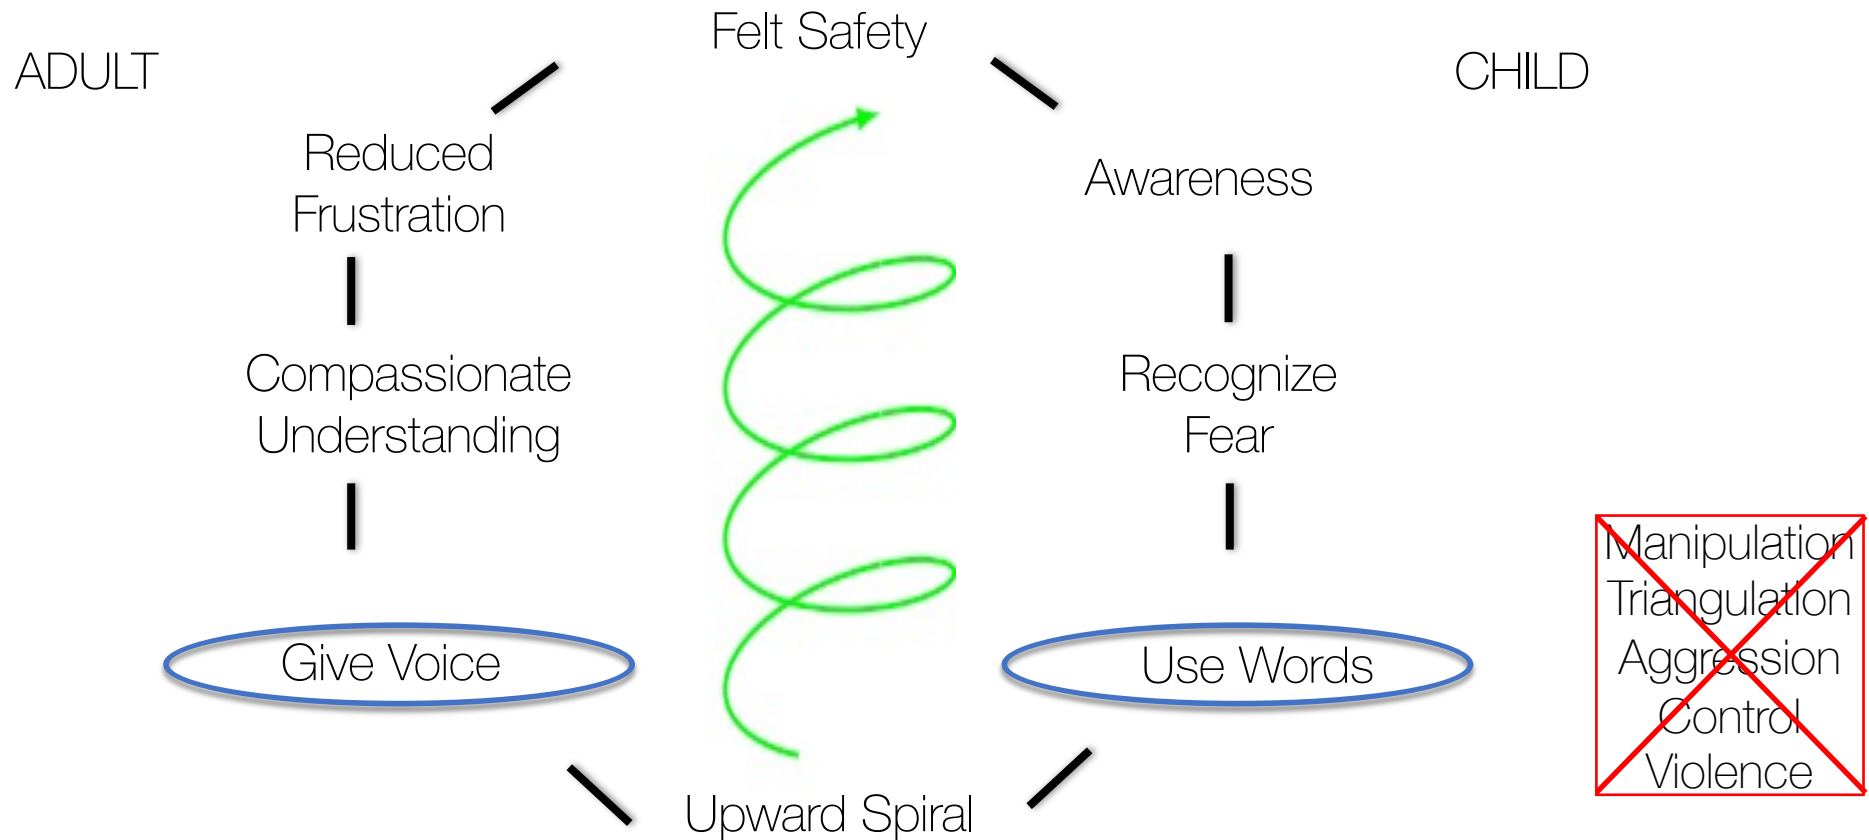 Felt Safety
ADULT
CHILD
Reduced
Frustration
Awareness
Compassionate
Understanding
Recognize
Fear
Give Voice
Use Words
Manipulation
Triangulation
Aggression
Control
Violence
Upward Spiral